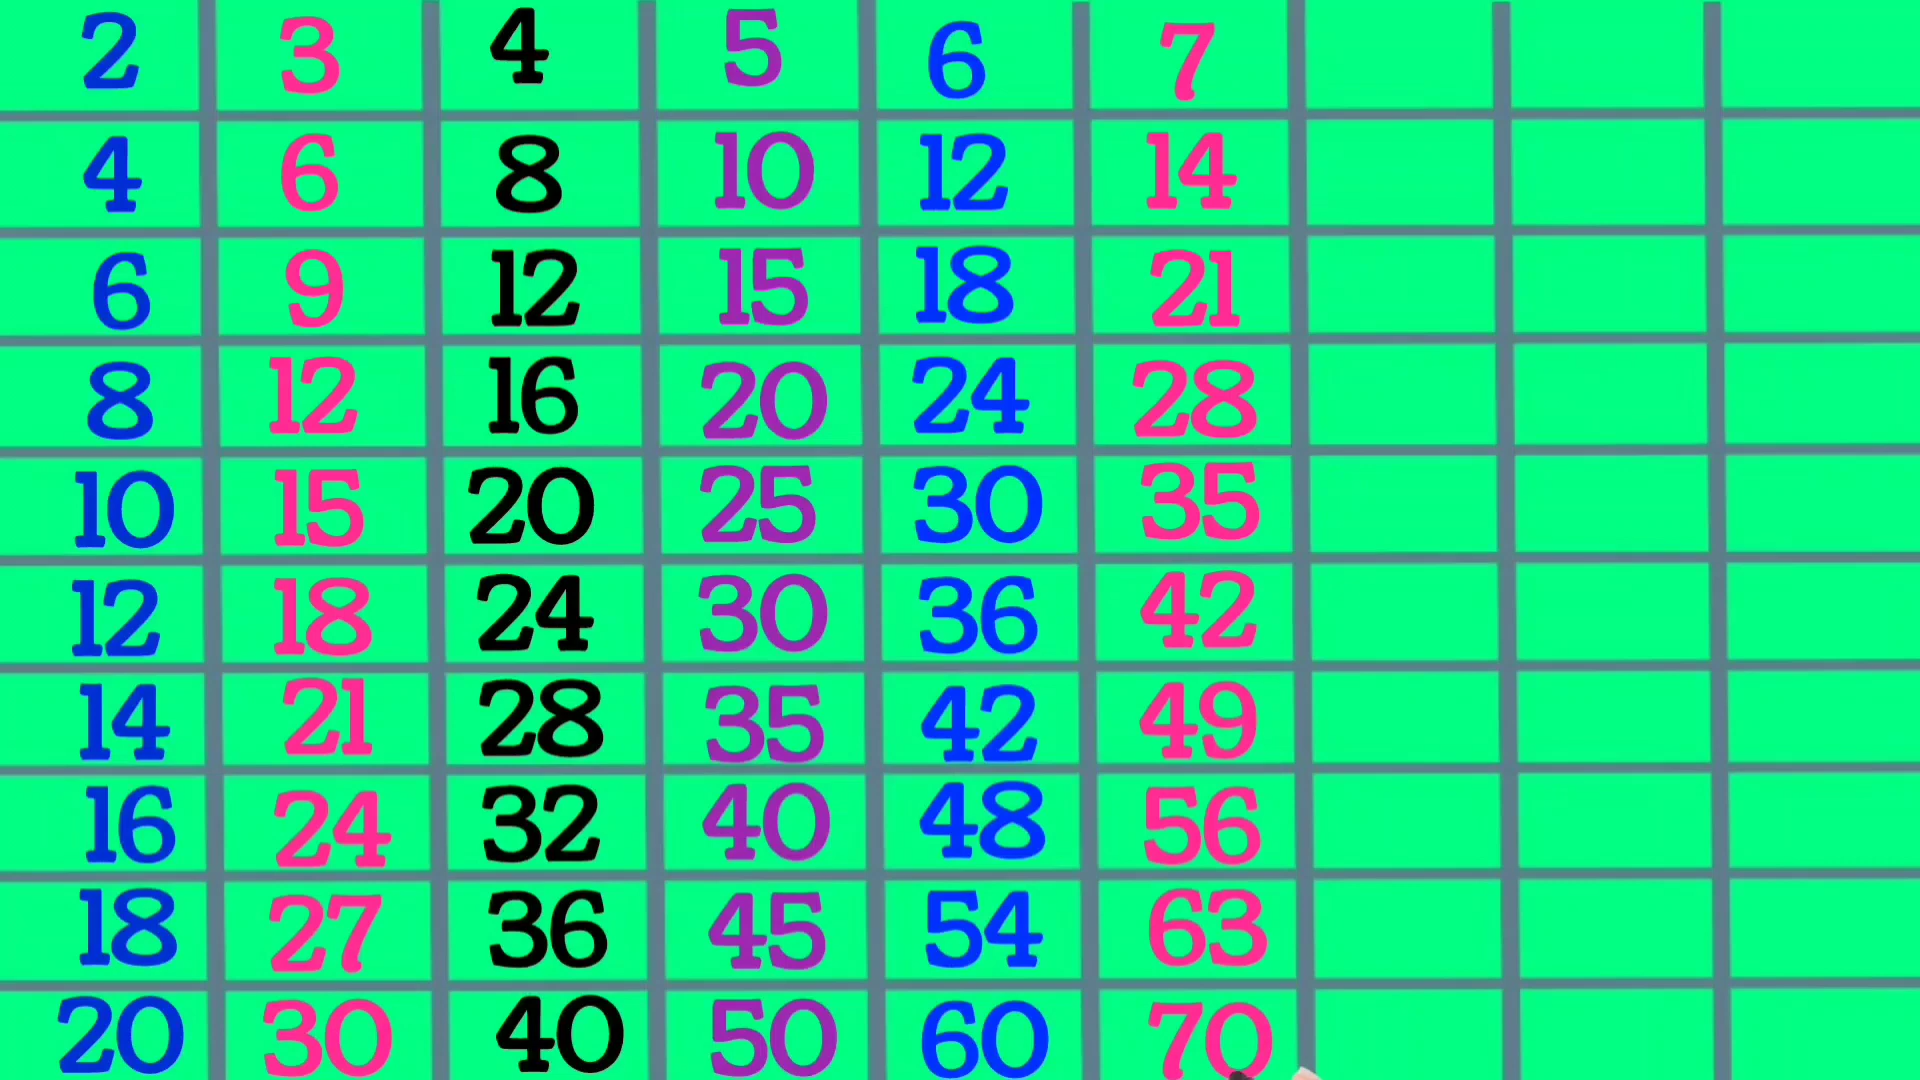 2 3 4 5 6 7
4 6 8 10 12 14
6 9 12 15 18 21
8 12 16 20 24 28
10 15 20 25 30 35
12 18 24 30 36 42
14 21 28 35 42 49
16 24 32 40 48 56
18 27 36 45 54 63
20 30 40 50 60 70